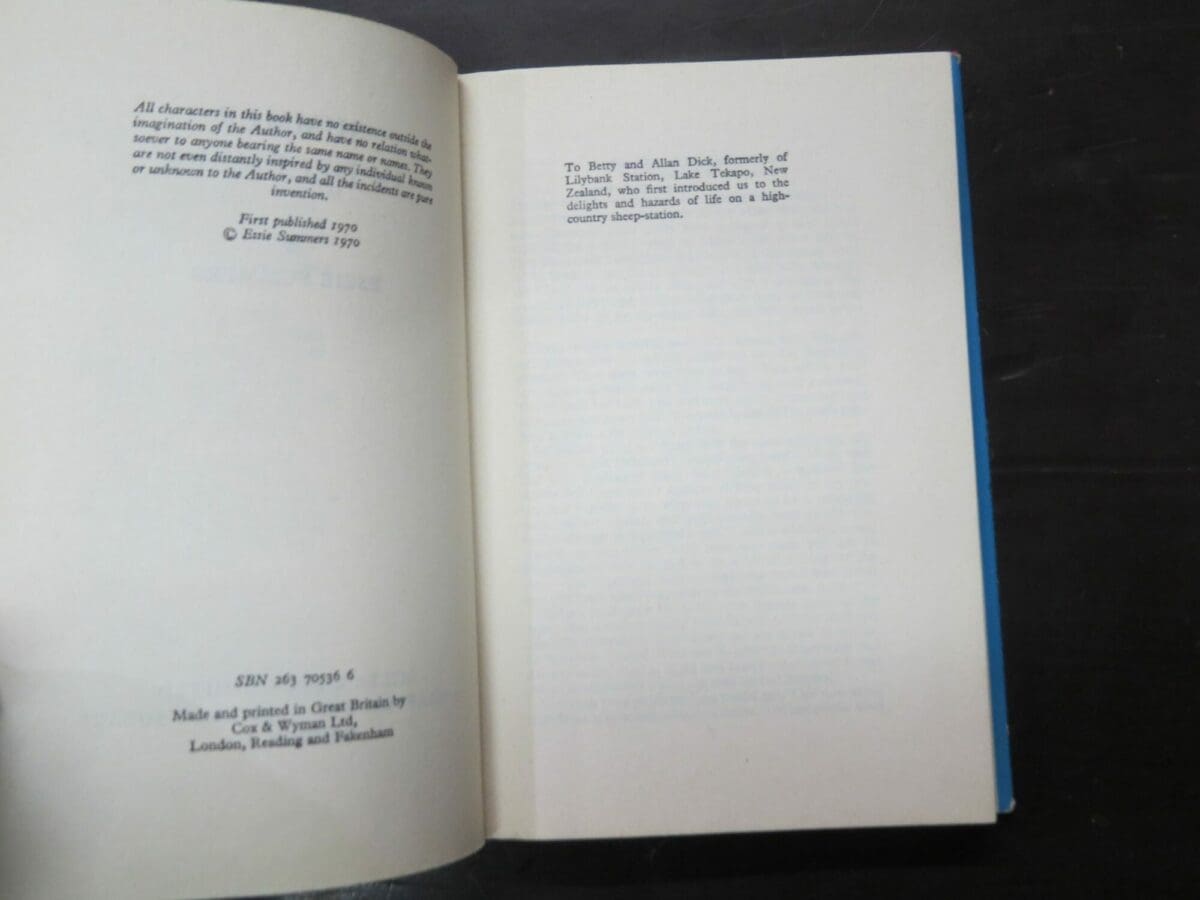 All characters in this book have no existence outside the
imagination of the Author, and have no relation what-
soever to anyone bearing the same name or names. They
are not even distantly inspired by any individual known
or unknown to the Author, and all the incidents are pure
invention.
First published 1970
© Essie Summers 1970
SBN 263 70536 6
Made and printed in Great Britain by
Cox & Wyman Ltd,
London, Reading and Fakenham
To Betty and Allan Dick, formerly of
Lilybank Station, Lake Tekapo, New
Zealand, who first introduced us to the
delights and hazards of life on a high-
country sheep-station.